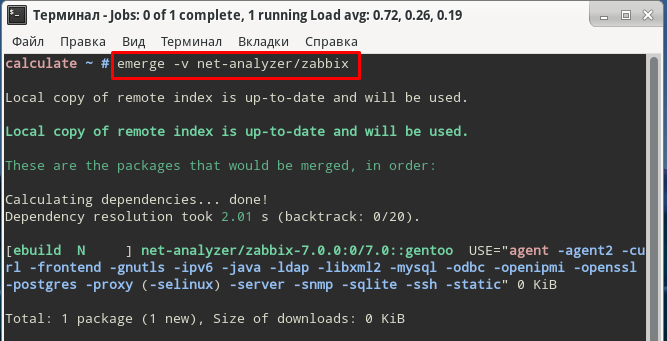 Терминал - Jobs: 0 of 1 complete, 1 running Load avg: 0.72, 0.26, 0.19
Файл Правка Вид Терминал Вкладки Справка
calculate ~ # emerge -v net-analyzer/zabbix
Local copy of remote index is up-to-date and will be used.
Local copy of remote index is up-to-date and will be used.
These are the packages that would be merged, in order:
Calculating dependencies... done!
Dependency resolution took 2.01 s (backtrack: 0/20).
[ebuild  N     ] net-analyzer/zabbix-7.0.0:0/7.0::gentoo  USE="agent -agent2 -cu
rl -frontend -gnutls -ipv6 -java -ldap -libxml2 -mysql -odbc -openipmi -openssl
-postgres -proxy (-selinux) -server -snmp -sqlite -ssh -static" 0 KiB
Total: 1 package (1 new), Size of downloads: 0 KiB